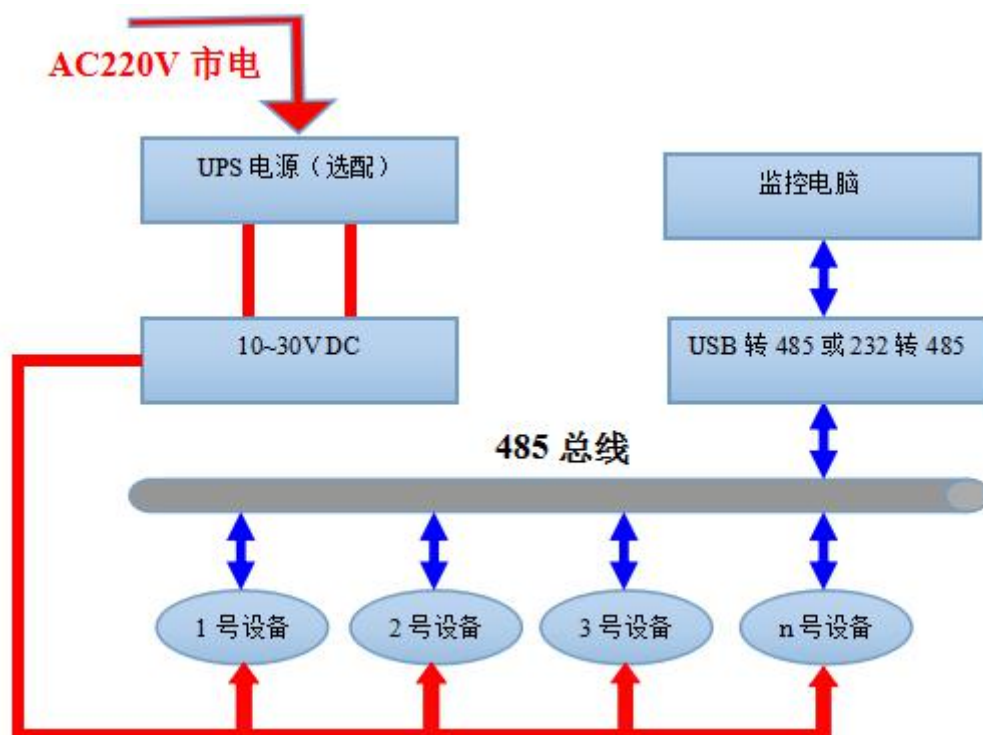 AC220V 市电
UPS 电源（选配）
监控电脑
10~30V DC
USB 转 485 或 232 转 485
485 总线
1 号设备
2 号设备
3 号设备
n 号设备